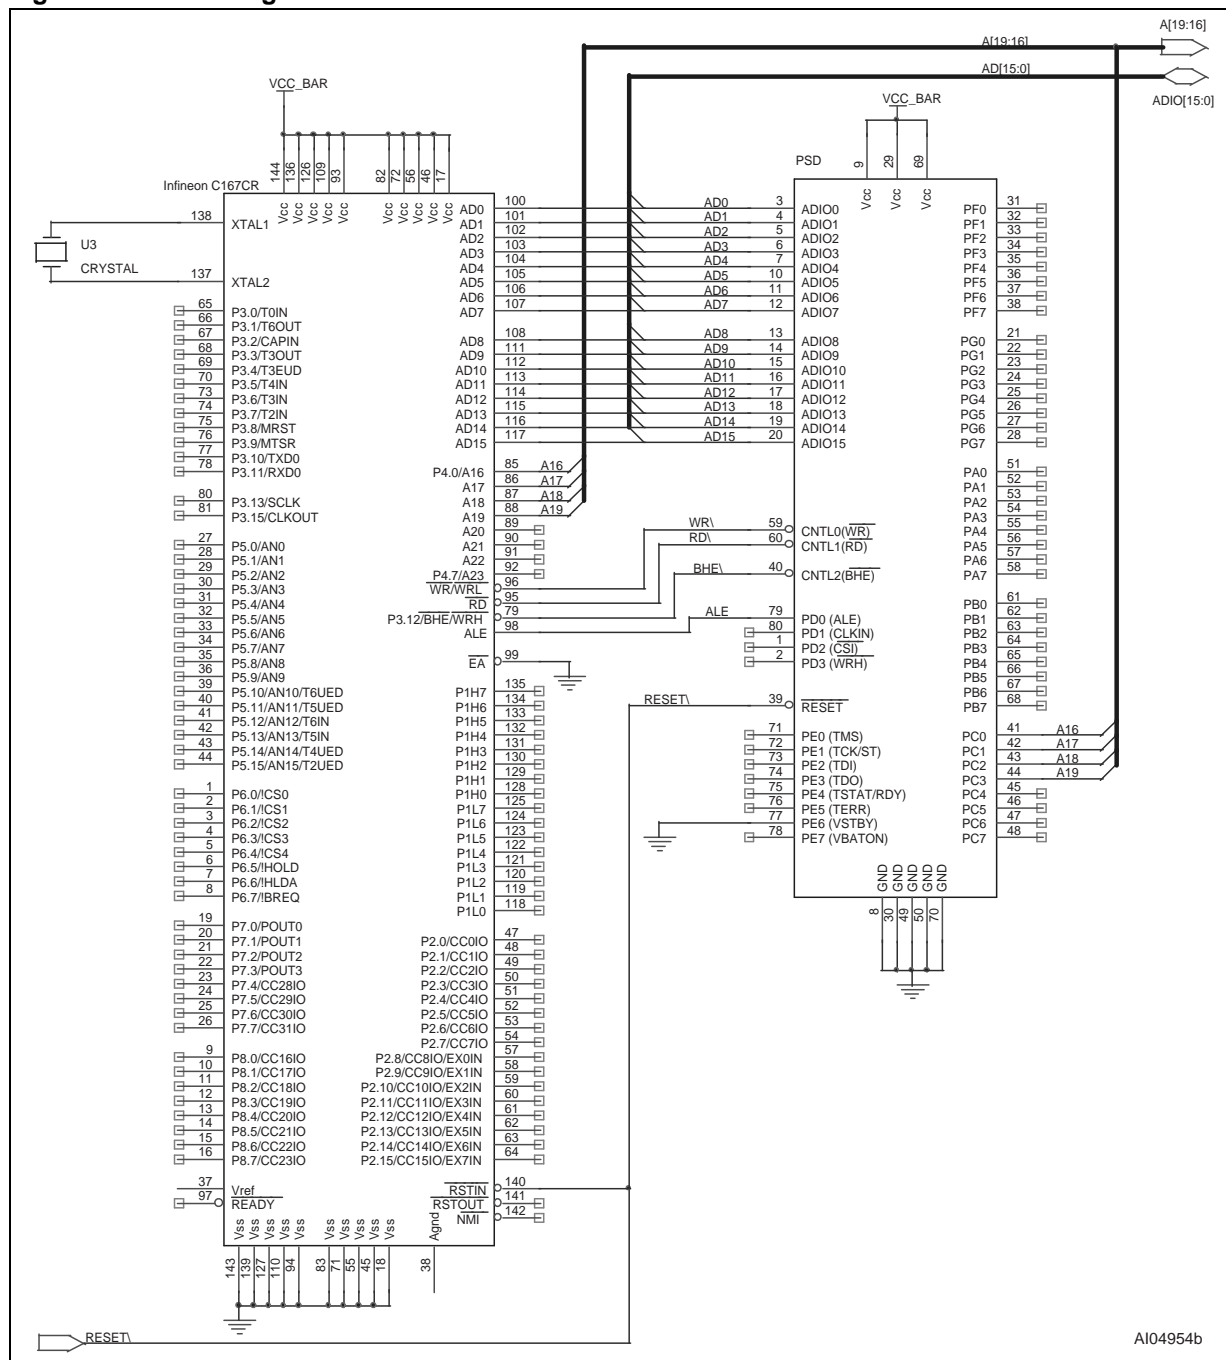 A[19:16]
A[19:16]
AD[15:0]
ADIO[15:0]
VCC_BAR
VCC_BAR
Infineon C167CR
144 136 126 109 93 82 72 56 46 17
Vcc Vcc Vcc Vcc Vcc Vcc Vcc Vcc Vcc Vcc
138 XTAL1
U3
CRYSTAL
137 XTAL2
65 P3.0/T0IN
66 P3.1/T6OUT
67 P3.2/CAPIN
68 P3.3/T3OUT
69 P3.4/T3EUD
70 P3.5/T4IN
73 P3.6/T3IN
74 P3.7/T2IN
75 P3.8/MRST
76 P3.9/MTSR
77 P3.10/TXD0
78 P3.11/RXD0
80 P3.13/SCLK
81 P3.15/CLKOUT
27 P5.0/AN0
28 P5.1/AN1
29 P5.2/AN2
30 P5.3/AN3
31 P5.4/AN4
32 P5.5/AN5
33 P5.6/AN6
34 P5.7/AN7
35 P5.8/AN8
36 P5.9/AN9
39 P5.10/AN10/T6UED
40 P5.11/AN11/T5UED
41 P5.12/AN12/T6IN
42 P5.13/AN13/T5IN
43 P5.14/AN14/T4UED
44 P5.15/AN15/T2UED
1 P6.0/!CS0
2 P6.1/!CS1
3 P6.2/!CS2
4 P6.3/!CS3
5 P6.4/!CS4
6 P6.5/!HOLD
7 P6.6/!HLDA
8 P6.7/!BREQ
19 P7.0/POUT0
20 P7.1/POUT1
21 P7.2/POUT2
22 P7.3/POUT3
23 P7.4/CC28IO
24 P7.5/CC29IO
25 P7.6/CC30IO
26 P7.7/CC31IO
9 P8.0/CC16IO
10 P8.1/CC17IO
11 P8.2/CC18IO
12 P8.3/CC19IO
13 P8.4/CC20IO
14 P8.5/CC21IO
15 P8.6/CC22IO
16 P8.7/CC23IO
37 Vref
97 READY
Vss Vss Vss Vss Vss Vss Vss Vss Vss Vss Agnd
143 139 127 110 94 83 71 55 45 18 38
AD0 100
AD1 101
AD2 102
AD3 103
AD4 104
AD5 105
AD6 106
AD7 107
AD8 108
AD9 111
AD10 112
AD11 113
AD12 114
AD13 115
AD14 116
AD15 117
P4.0/A16 85 A16
A17 86 A17
A18 87 A18
A19 88 A19
A20 89
A21 90
A22 91
P4.7/A23 92
WR/WRL 96
RD 95
P3.12/BHE/WRH 79
ALE 98
EA 99
P1H7 135
P1H6 134
P1H5 133
P1H4 132
P1H3 131
P1H2 130
P1H1 129
P1H0 128
P1L7 125
P1L6 124
P1L5 123
P1L4 122
P1L3 121
P1L2 120
P1L1 119
P1L0 118
P2.0/CC0IO 47
P2.1/CC1IO 48
P2.2/CC2IO 49
P2.3/CC3IO 50
P2.4/CC4IO 51
P2.5/CC5IO 52
P2.6/CC6IO 53
P2.7/CC7IO 54
P2.8/CC8IO/EX0IN 57
P2.9/CC9IO/EX1IN 58
P2.10/CC10IO/EX2IN 59
P2.11/CC11IO/EX3IN 60
P2.12/CC12IO/EX4IN 61
P2.13/CC13IO/EX5IN 62
P2.14/CC14IO/EX6IN 63
P2.15/CC15IO/EX7IN 64
RSTIN 140
RSTOUT 141
NMI 142
PSD
9 29 69
Vcc Vcc Vcc
AD0 3 ADIO0
AD1 4 ADIO1
AD2 5 ADIO2
AD3 6 ADIO3
AD4 7 ADIO4
AD5 10 ADIO5
AD6 11 ADIO6
AD7 12 ADIO7
AD8 13 ADIO8
AD9 14 ADIO9
AD10 15 ADIO10
AD11 16 ADIO11
AD12 17 ADIO12
AD13 18 ADIO13
AD14 19 ADIO14
AD15 20 ADIO15
WR\ 59 CNTL0(WR)
RD\ 60 CNTL1(RD)
BHE\ 40 CNTL2(BHE)
ALE 79 PD0 (ALE)
80 PD1 (CLKIN)
1 PD2 (CSI)
2 PD3 (WRH)
RESET\ 39 RESET
71 PE0 (TMS)
72 PE1 (TCK/ST)
73 PE2 (TDI)
74 PE3 (TDO)
75 PE4 (TSTAT/RDY)
76 PE5 (TERR)
77 PE6 (VSTBY)
78 PE7 (VBATON)
PF0 31
PF1 32
PF2 33
PF3 34
PF4 35
PF5 36
PF6 37
PF7 38
PG0 21
PG1 22
PG2 23
PG3 24
PG4 25
PG5 26
PG6 27
PG7 28
PA0 51
PA1 52
PA2 53
PA3 54
PA4 55
PA5 56
PA6 57
PA7 58
PB0 61
PB1 62
PB2 63
PB3 64
PB4 65
PB5 66
PB6 67
PB7 68
PC0 41 A16
PC1 42 A17
PC2 43 A18
PC3 44 A19
PC4 45
PC5 46
PC6 47
PC7 48
GND GND GND GND GND
8 30 49 50 70
RESET\
AI04954b